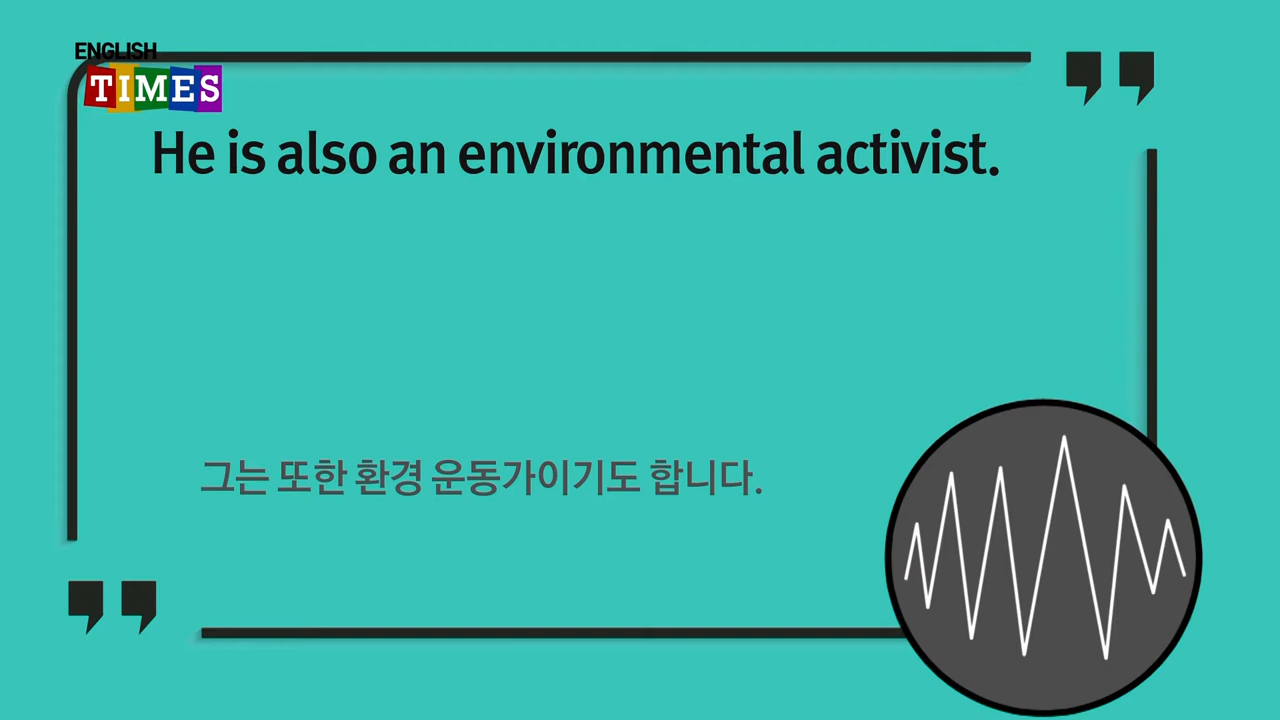 ENGLISH
TIMES
He is also an environmental activist.
그는 또한 환경 운동가이기도 합니다.